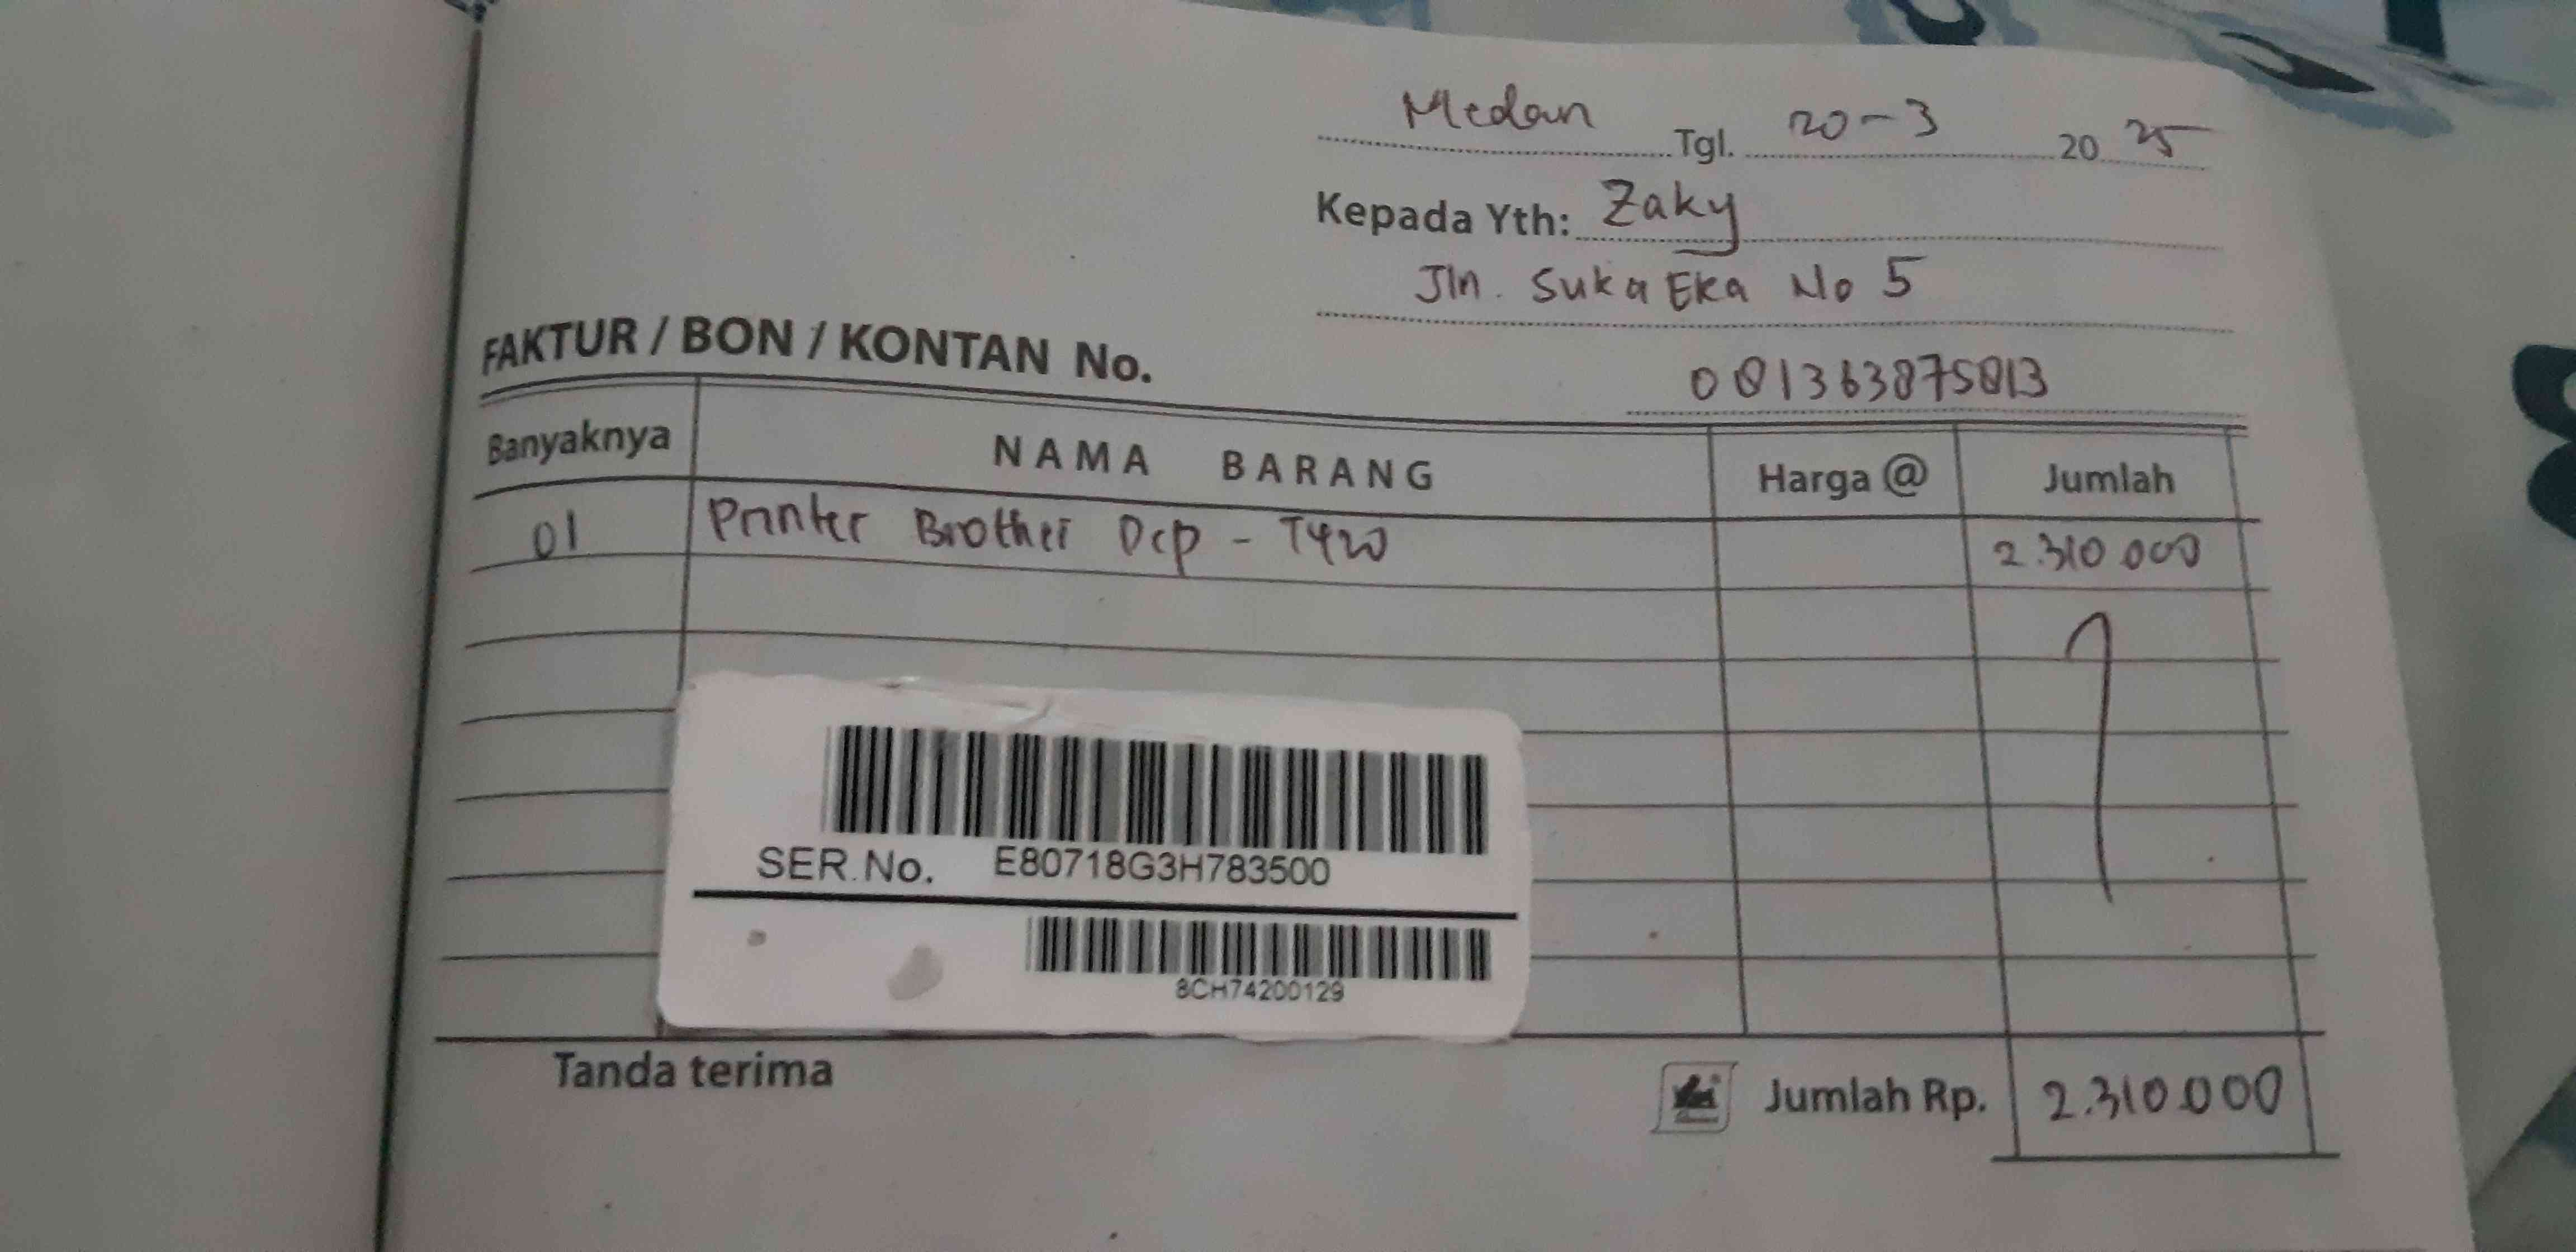 Medan Tgl. 20-3 2025
Kepada Yth: Zaky
Jln. Suka Eka No 5
081363875813
FAKTUR / BON / KONTAN No.
Banyaknya NAMA BARANG Harga @ Jumlah
01 Printer Brother Dcp - T420 2.310.000
SER.No. E80718G3H783500
8CH74200129
Tanda terima Jumlah Rp. 2.310.000